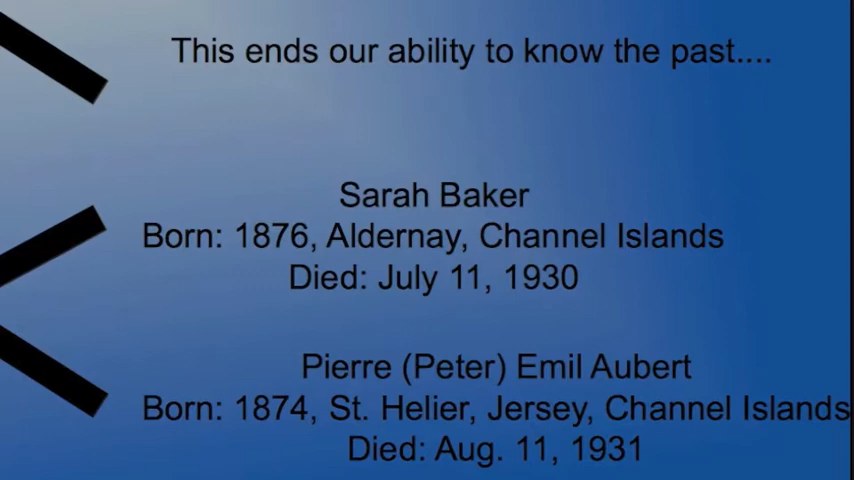 This ends our ability to know the past....
Sarah Baker
Born: 1876, Aldernay, Channel Islands
Died: July 11, 1930
Pierre (Peter) Emil Aubert
Born: 1874, St. Helier, Jersey, Channel Islands
Died: Aug. 11, 1931